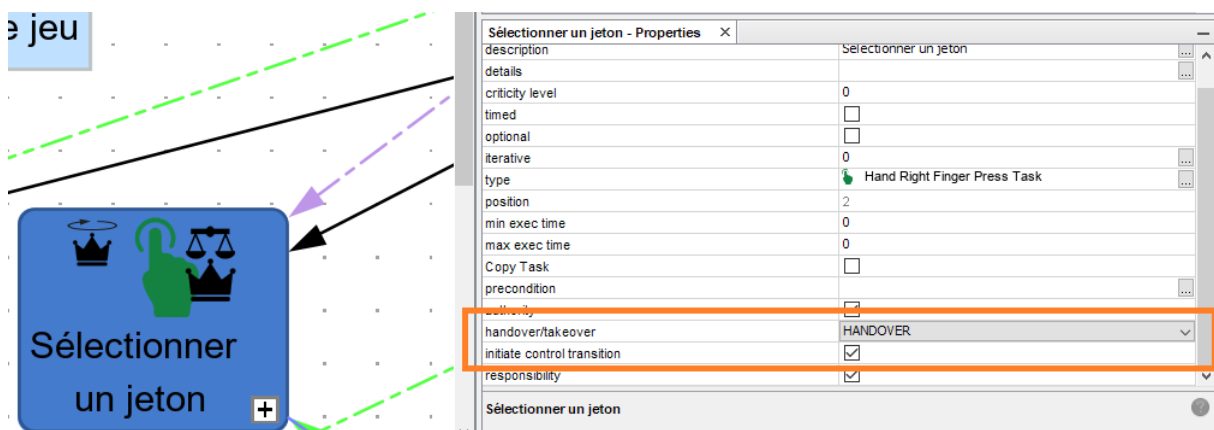 e jeu
Sélectionner
un jeton
Sélectionner un jeton - Properties
description Sélectionner un jeton
details
criticity level 0
timed
optional
iterative 0
type Hand Right Finger Press Task
position 2
min exec time 0
max exec time 0
Copy Task
precondition
authority
handover/takeover HANDOVER
initiate control transition
responsibility
Sélectionner un jeton